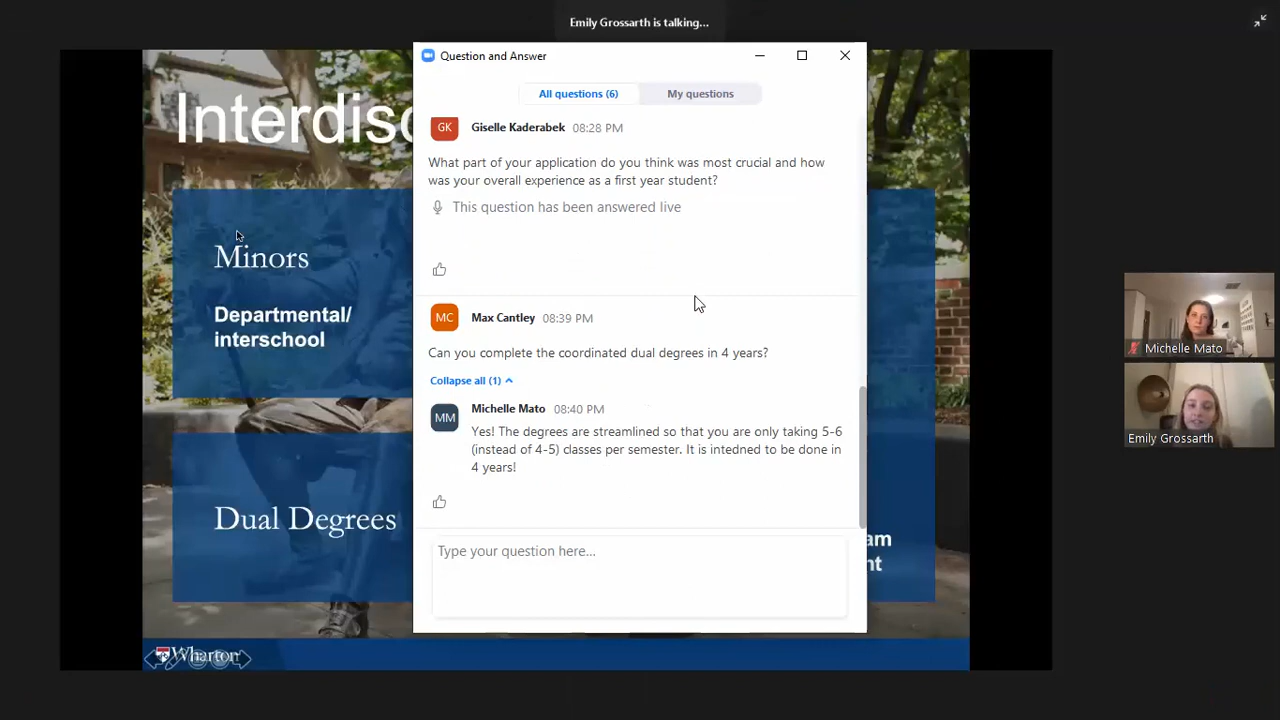 Emily Grossarth is talking...
Question and Answer
All questions (6)
My questions
GK
Giselle Kaderabek 08:28 PM
What part of your application do you think was most crucial and how
was your overall experience as a first year student?
This question has been answered live
MC
Max Cantley 08:39 PM
Can you complete the coordinated dual degrees in 4 years?
Collapse all (1)
MM
Michelle Mato 08:40 PM
Yes! The degrees are streamlined so that you are only taking 5-6
(instead of 4-5) classes per semester. It is intedned to be done in
4 years!
Type your question here...
Minors
Departmental/
interschool
Dual Degrees
Wharton
Michelle Mato
Emily Grossarth